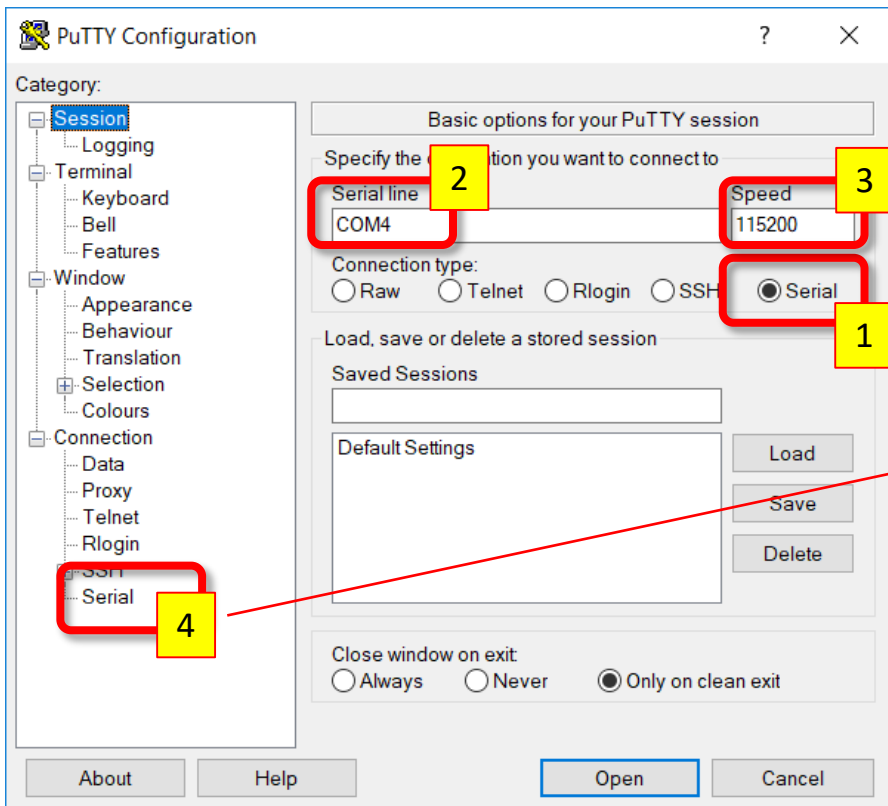 PuTTY Configuration
?
Category:
Session
Logging
Terminal
Keyboard
Bell
Features
Window
Appearance
Behaviour
Translation
Selection
Colours
Connection
Data
Proxy
Telnet
Rlogin
SSH
Serial
4
Basic options for your PuTTY session
Specify the you want to connect to
Serial line
2
Speed
3
COM4
115200
Connection type:
Raw Telnet Rlogin SSH Serial
1
Load, save or delete a stored session
Saved Sessions
Default Settings
Load
Save
Delete
Close window on exit:
Always Never Only on clean exit
About Help Open Cancel